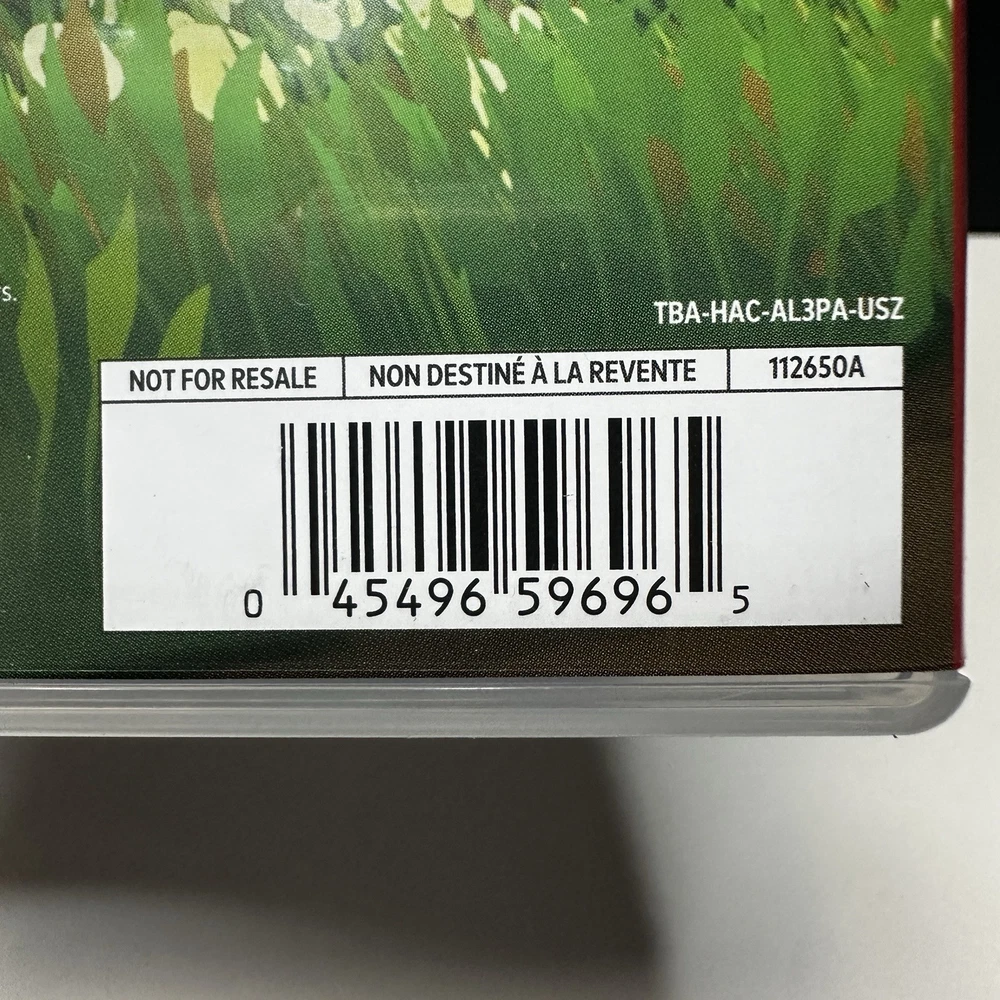 s.
TBA-HAC-AL3PA-USZ
NOT FOR RESALE
NON DESTINÉ À LA REVENTE
112650A
0 45496 59696 5